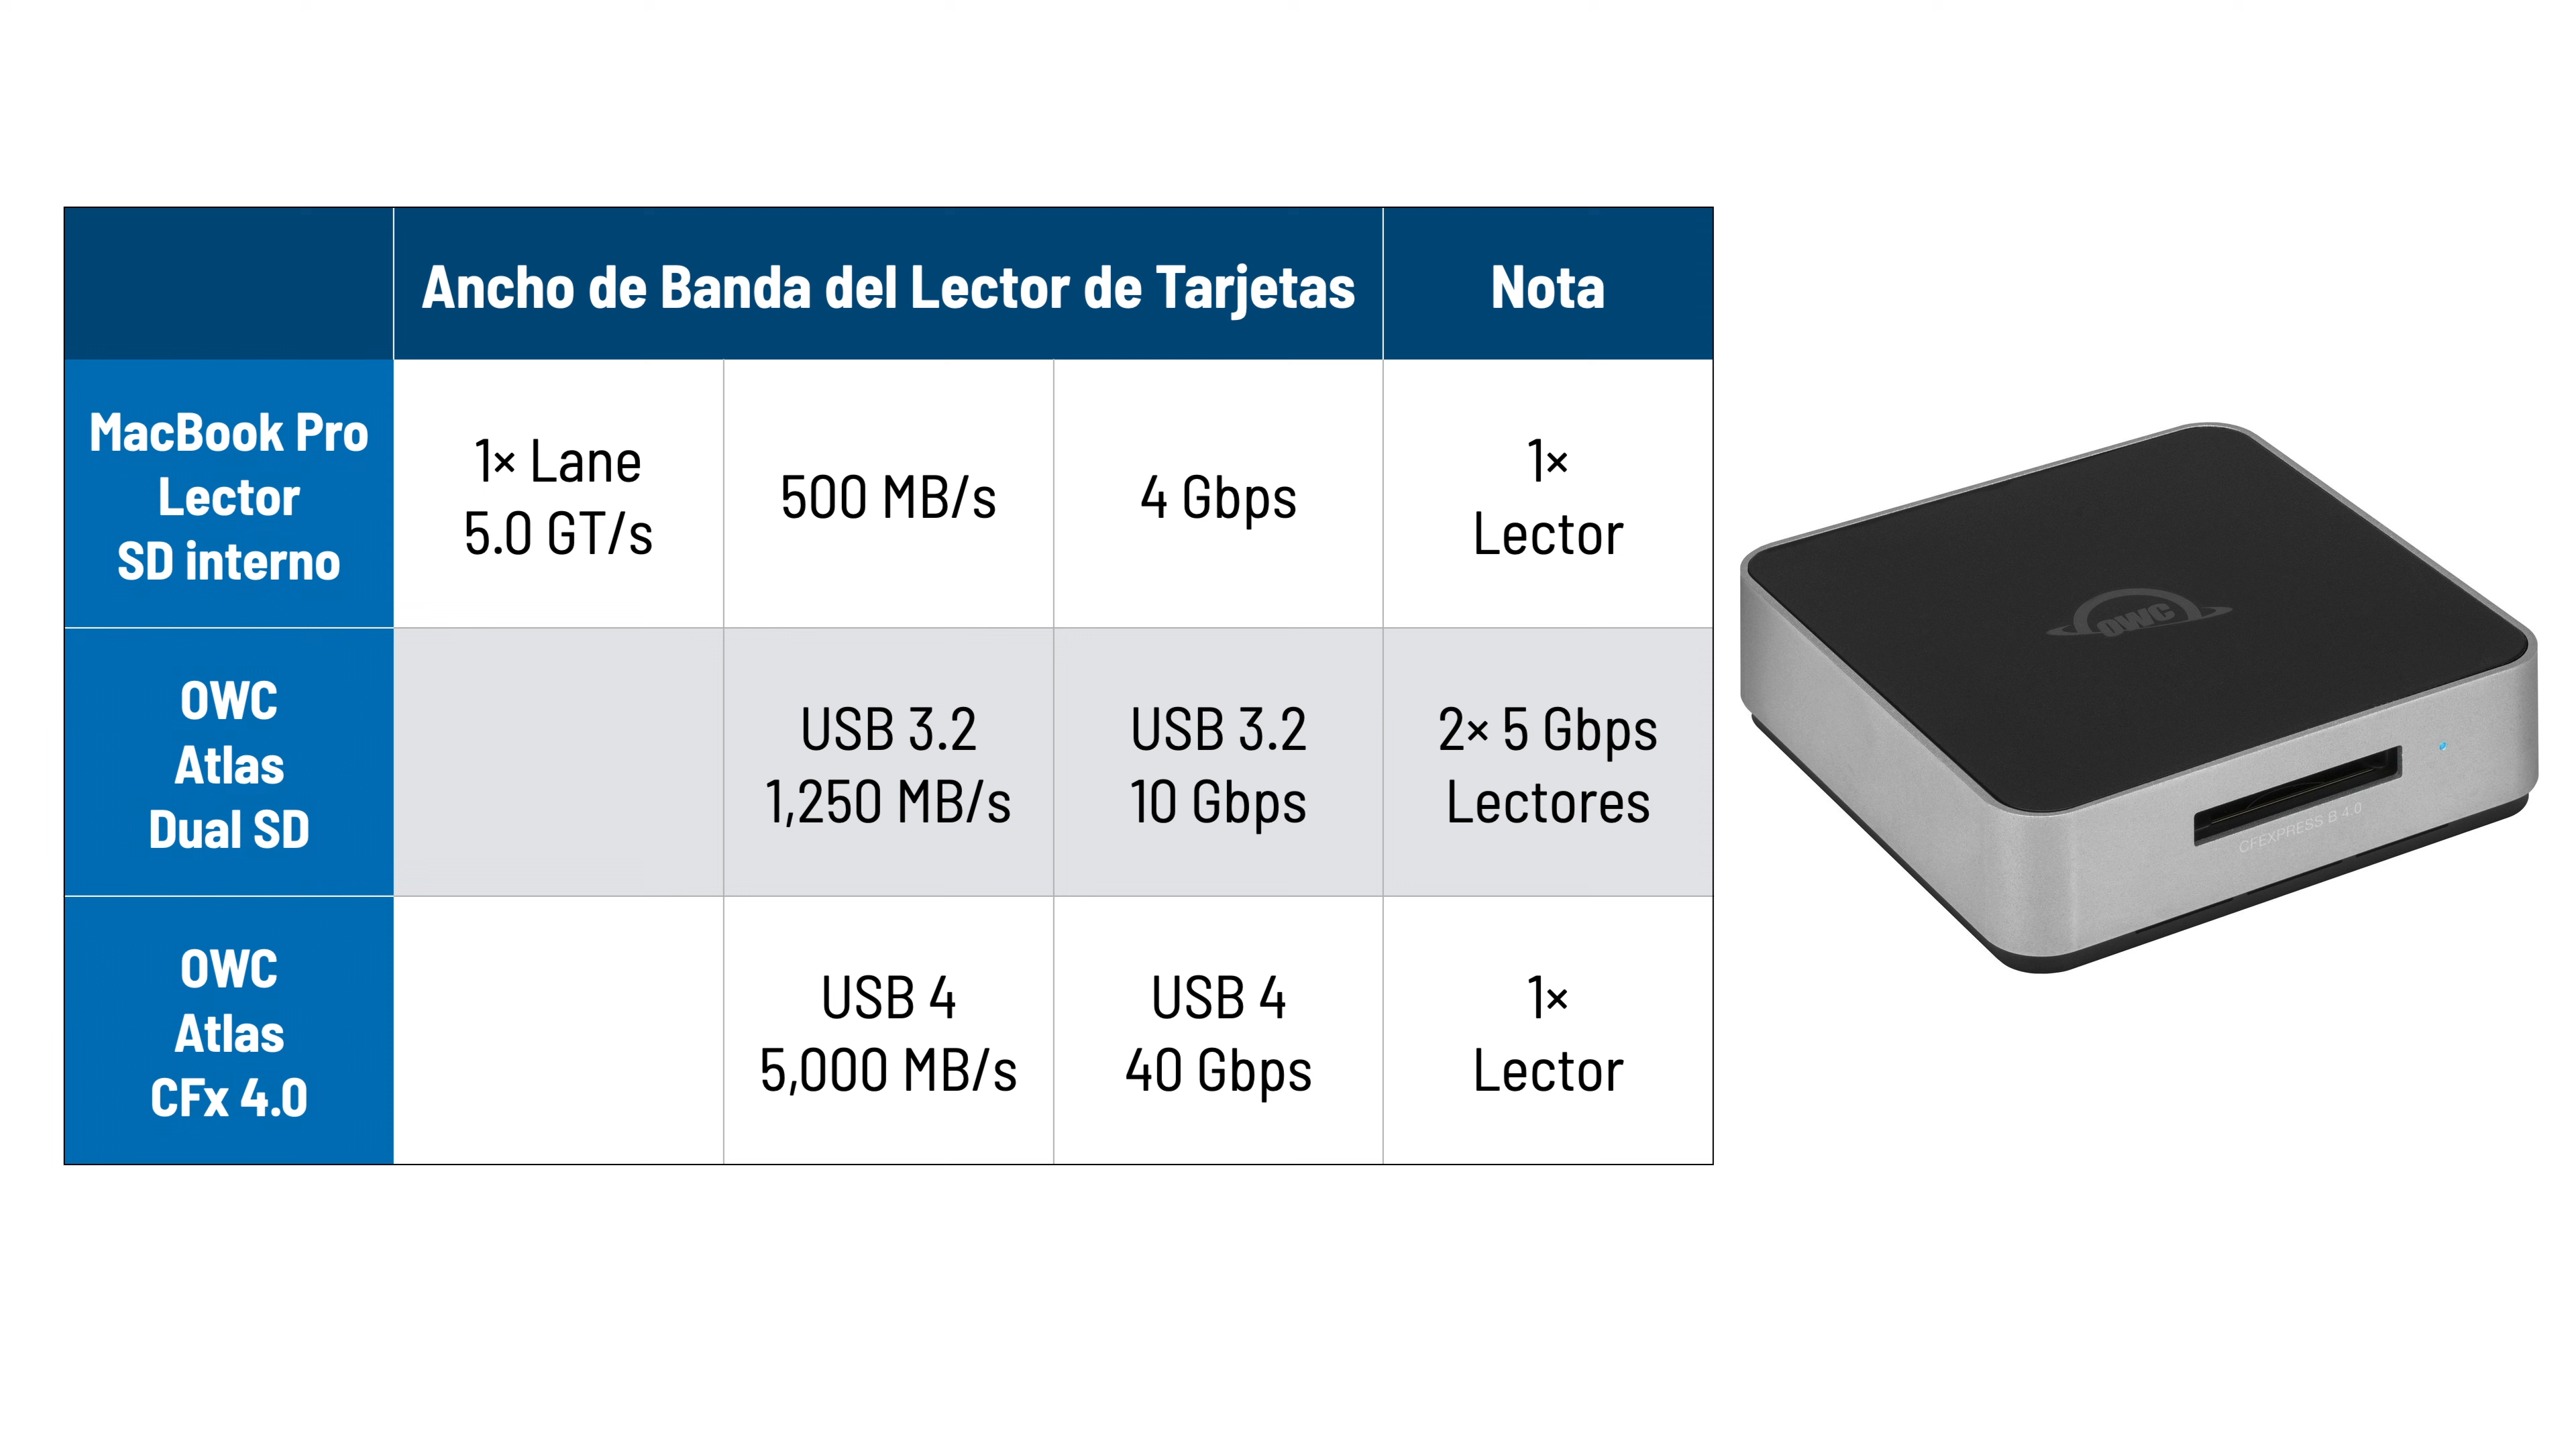 Ancho de Banda del Lector de Tarjetas
Nota
MacBook Pro
Lector
SD interno
1× Lane
5.0 GT/s
500 MB/s
4 Gbps
1×
Lector
OWC
Atlas
Dual SD
USB 3.2
1,250 MB/s
USB 3.2
10 Gbps
2× 5 Gbps
Lectores
OWC
Atlas
CFx 4.0
USB 4
5,000 MB/s
USB 4
40 Gbps
1×
Lector
OWC
CFEXPRESS B 4.0